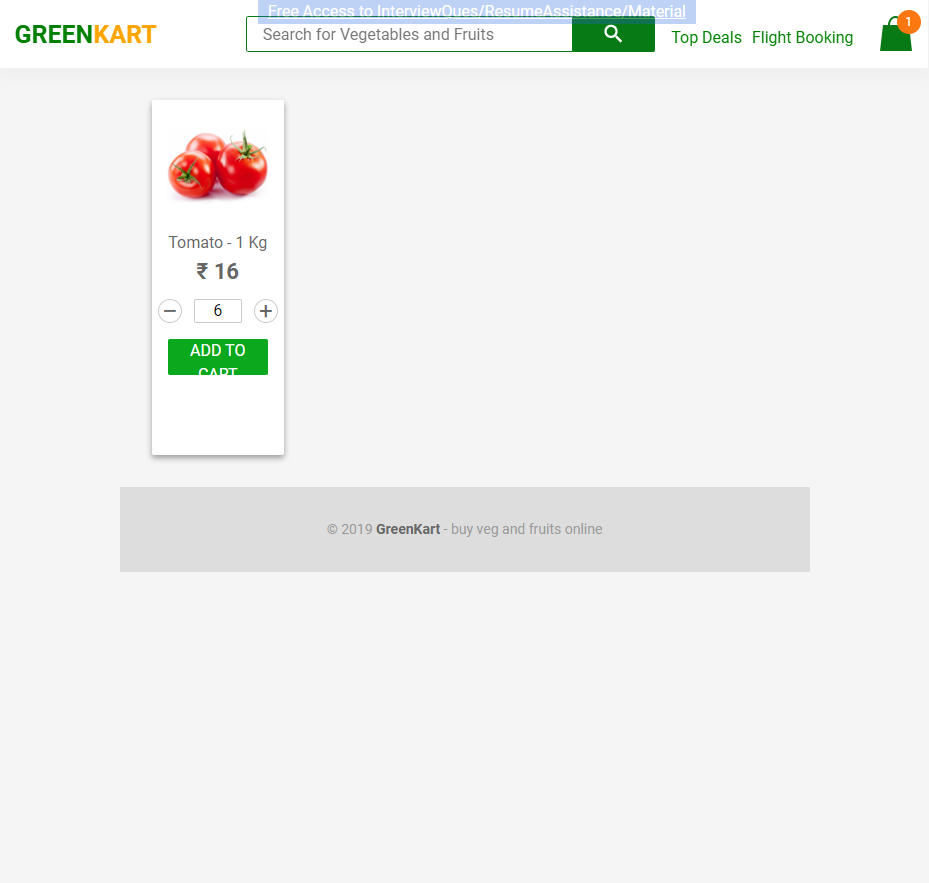 Free Access to InterviewQues/ResumeAssistance/Material
GREENKART
Search for Vegetables and Fruits
Top Deals Flight Booking
1
Tomato - 1 Kg
₹ 16
− 6 +
ADD TO
CART
© 2019 GreenKart - buy veg and fruits online